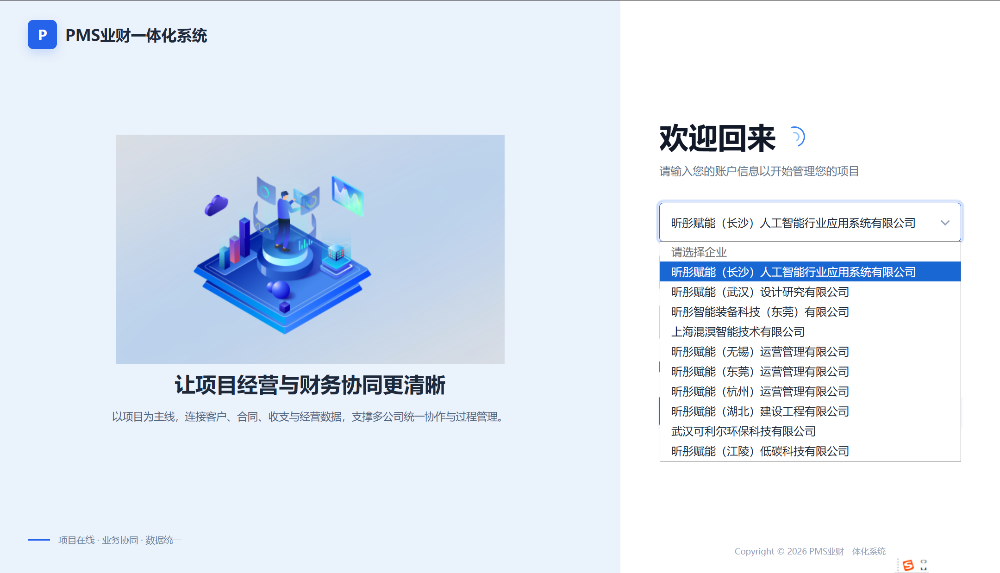 P
PMS业财一体化系统
让项目经营与财务协同更清晰
以项目为主线，连接客户、合同、收支与经营数据，支撑多公司统一协作与过程管理。
项目在线 · 业务协同 · 数据统一
欢迎回来
请输入您的账户信息以开始管理您的项目
昕彤赋能（长沙）人工智能行业应用系统有限公司
请选择企业
昕彤赋能（长沙）人工智能行业应用系统有限公司
昕彤赋能（武汉）设计研究有限公司
昕彤智能装备科技（东莞）有限公司
上海混溟智能技术有限公司
昕彤赋能（无锡）运营管理有限公司
昕彤赋能（东莞）运营管理有限公司
昕彤赋能（杭州）运营管理有限公司
昕彤赋能（湖北）建设工程有限公司
武汉可利尔环保科技有限公司
昕彤赋能（江陵）低碳科技有限公司
Copyright © 2026 PMS业财一体化系统
S